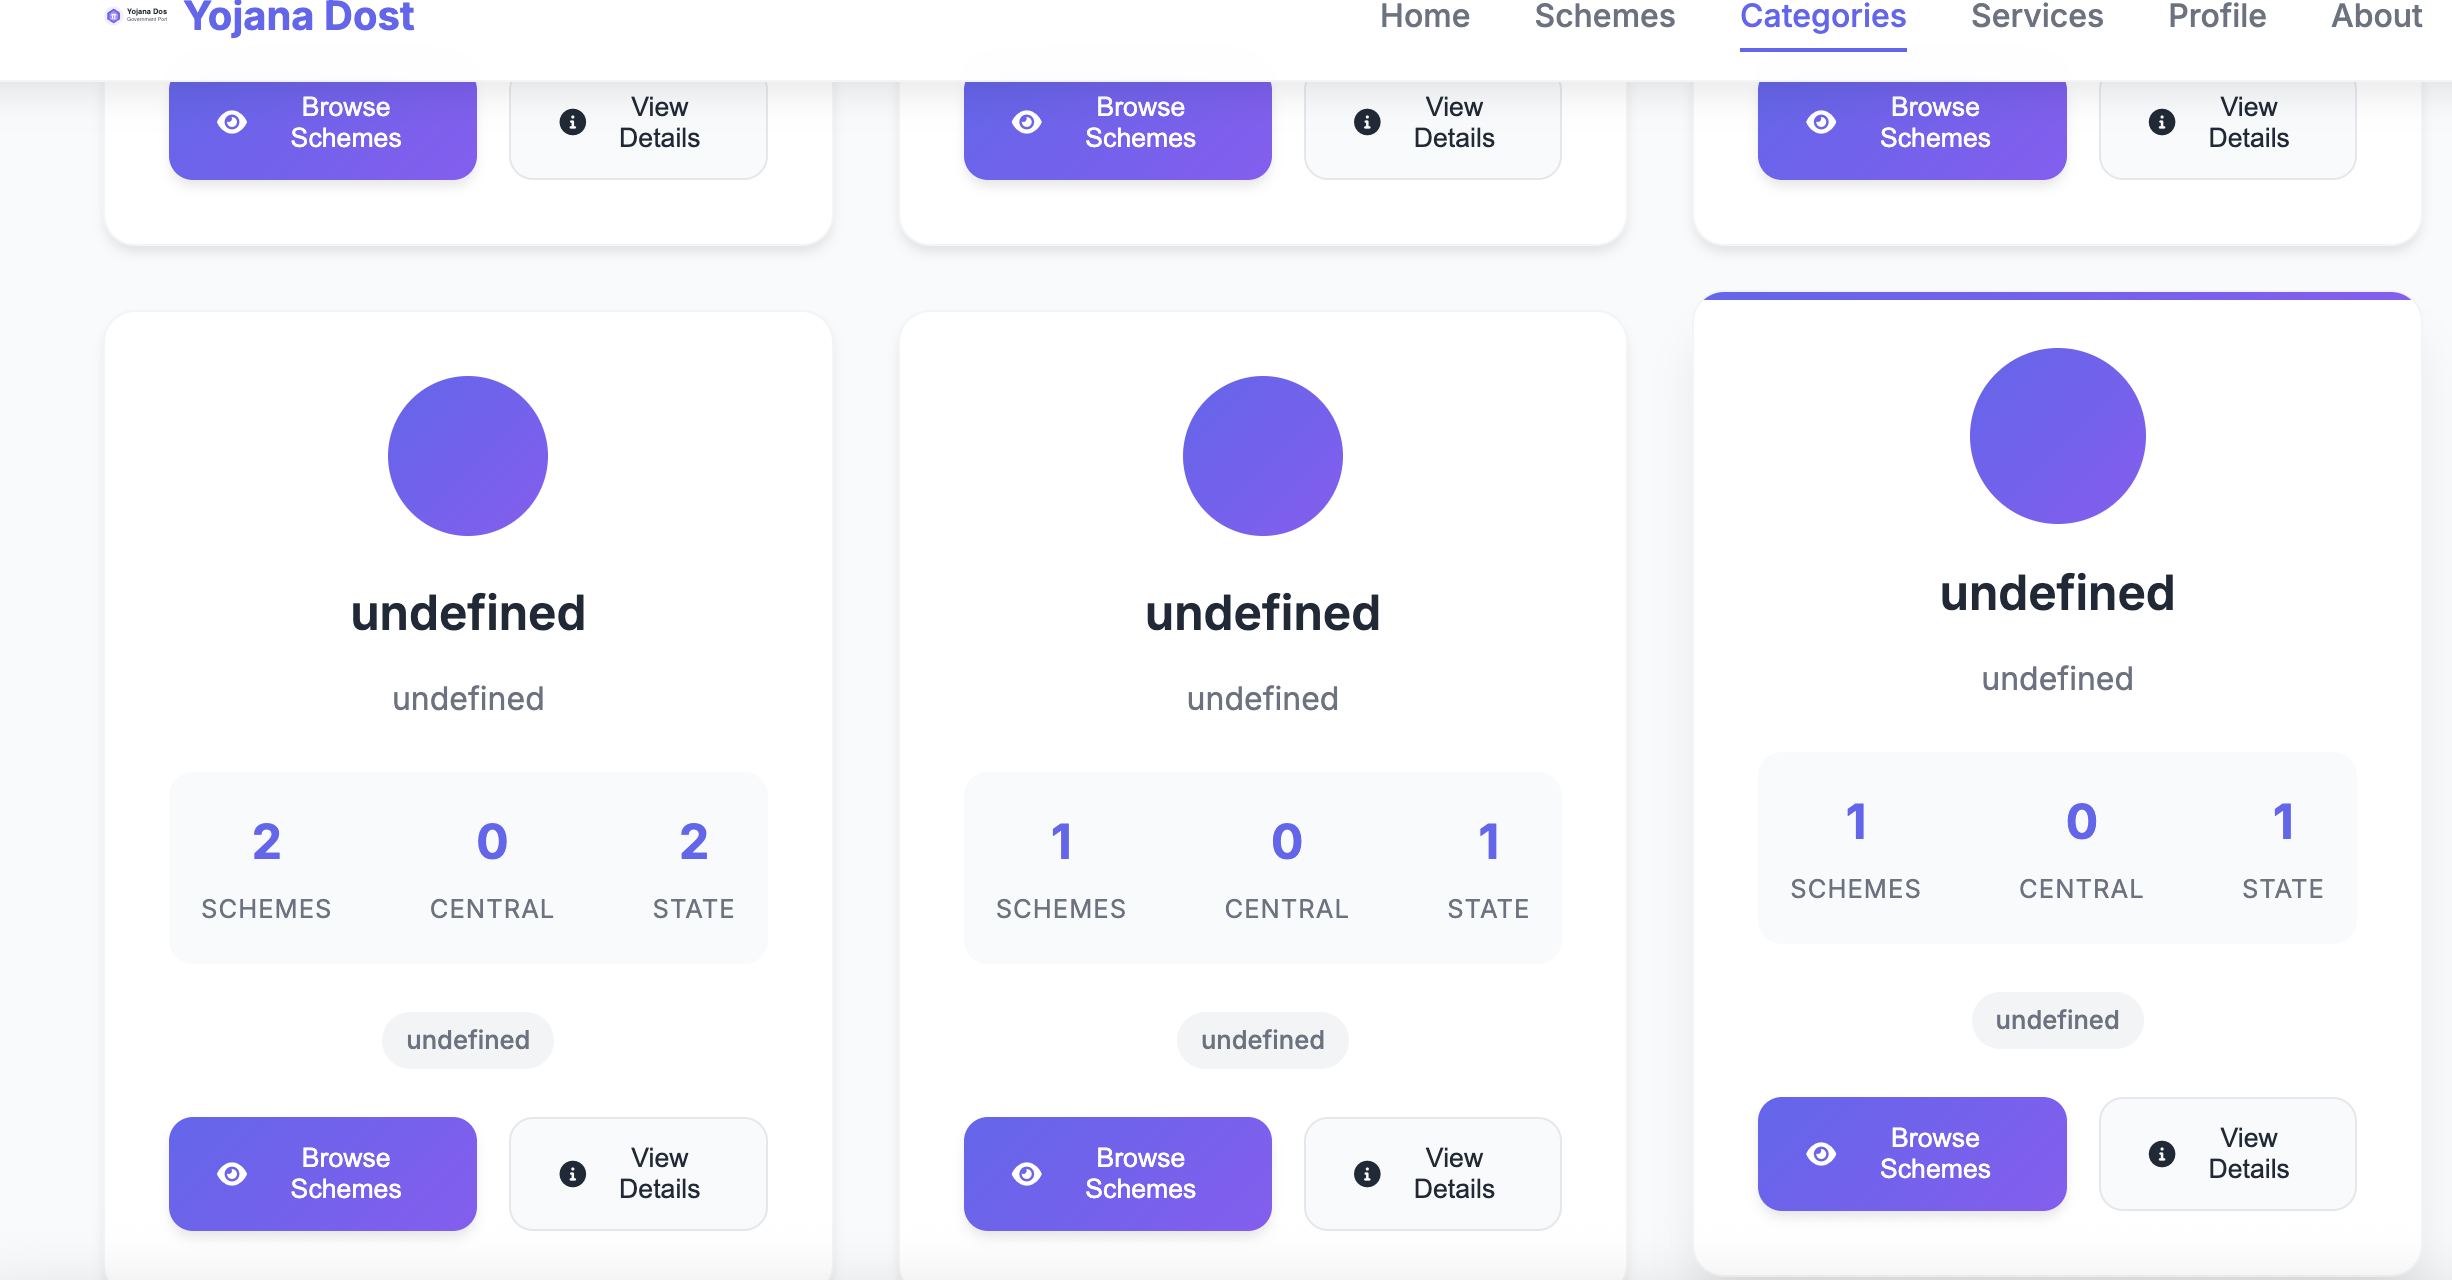 Yojana Dos
Government Port
Yojana Dost
Home
Schemes
Categories
Services
Profile
About
Browse
Schemes
View
Details
Browse
Schemes
View
Details
Browse
Schemes
View
Details
undefined
undefined
2
0
2
SCHEMES
CENTRAL
STATE
undefined
Browse
Schemes
View
Details
undefined
undefined
1
0
1
SCHEMES
CENTRAL
STATE
undefined
Browse
Schemes
View
Details
undefined
undefined
1
0
1
SCHEMES
CENTRAL
STATE
undefined
Browse
Schemes
View
Details